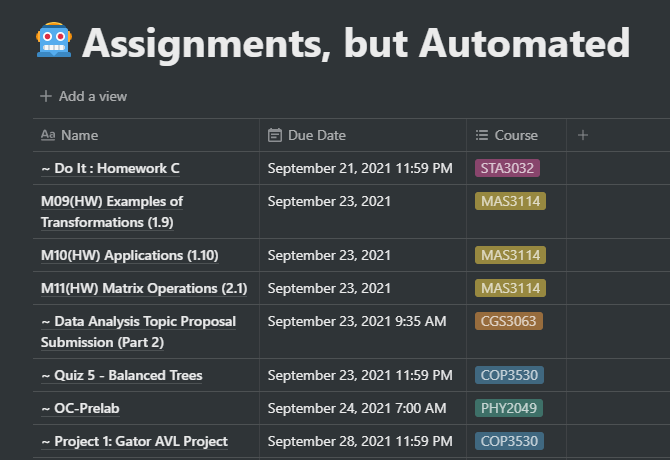 Assignments, but Automated
+ Add a view
Aa Name Due Date Course +
~ Do It : Homework C September 21, 2021 11:59 PM STA3032
M09(HW) Examples of September 23, 2021 MAS3114
Transformations (1.9)
M10(HW) Applications (1.10) September 23, 2021 MAS3114
M11(HW) Matrix Operations (2.1) September 23, 2021 MAS3114
~ Data Analysis Topic Proposal September 23, 2021 9:35 AM CGS3063
Submission (Part 2)
~ Quiz 5 - Balanced Trees September 23, 2021 11:59 PM COP3530
~ OC-Prelab September 24, 2021 7:00 AM PHY2049
~ Project 1: Gator AVL Project September 28, 2021 11:59 PM COP3530